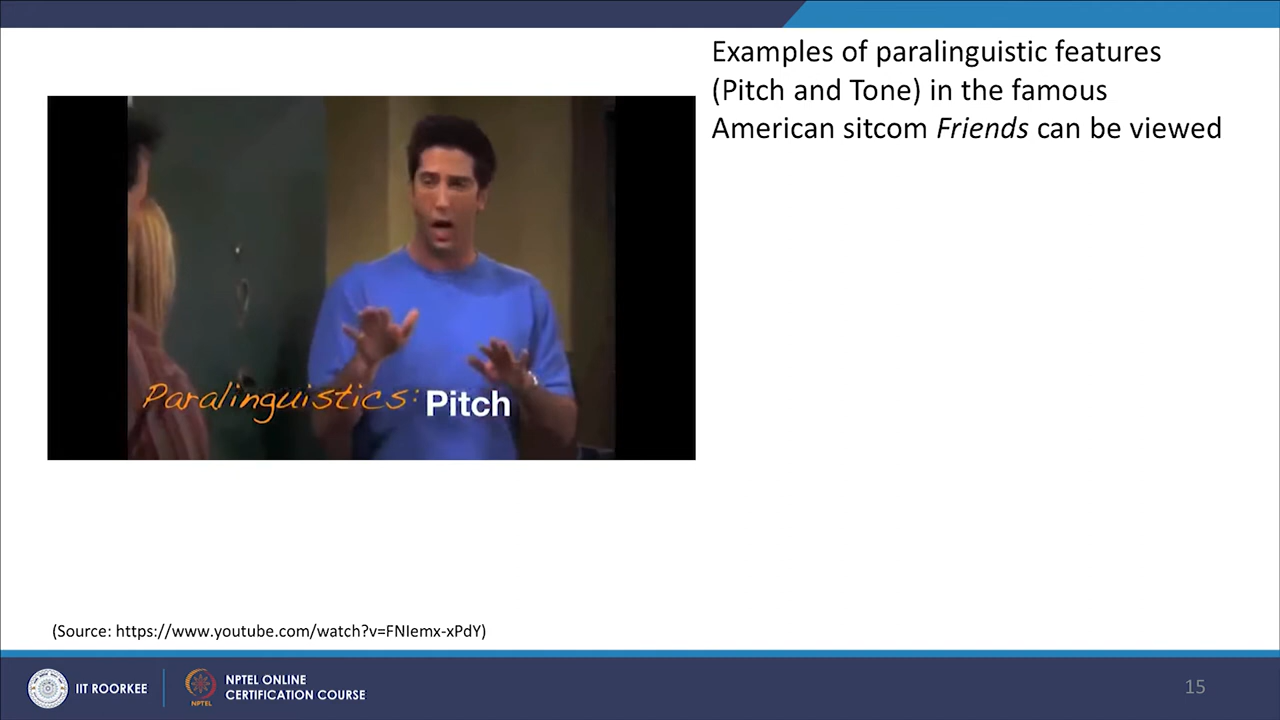 Examples of paralinguistic features
(Pitch and Tone) in the famous
American sitcom Friends can be viewed
Paralinguistics: Pitch
(Source: https://www.youtube.com/watch?v=FNIemx-xPdY)
IIT ROORKEE
NPTEL
NPTEL ONLINE
CERTIFICATION COURSE
15